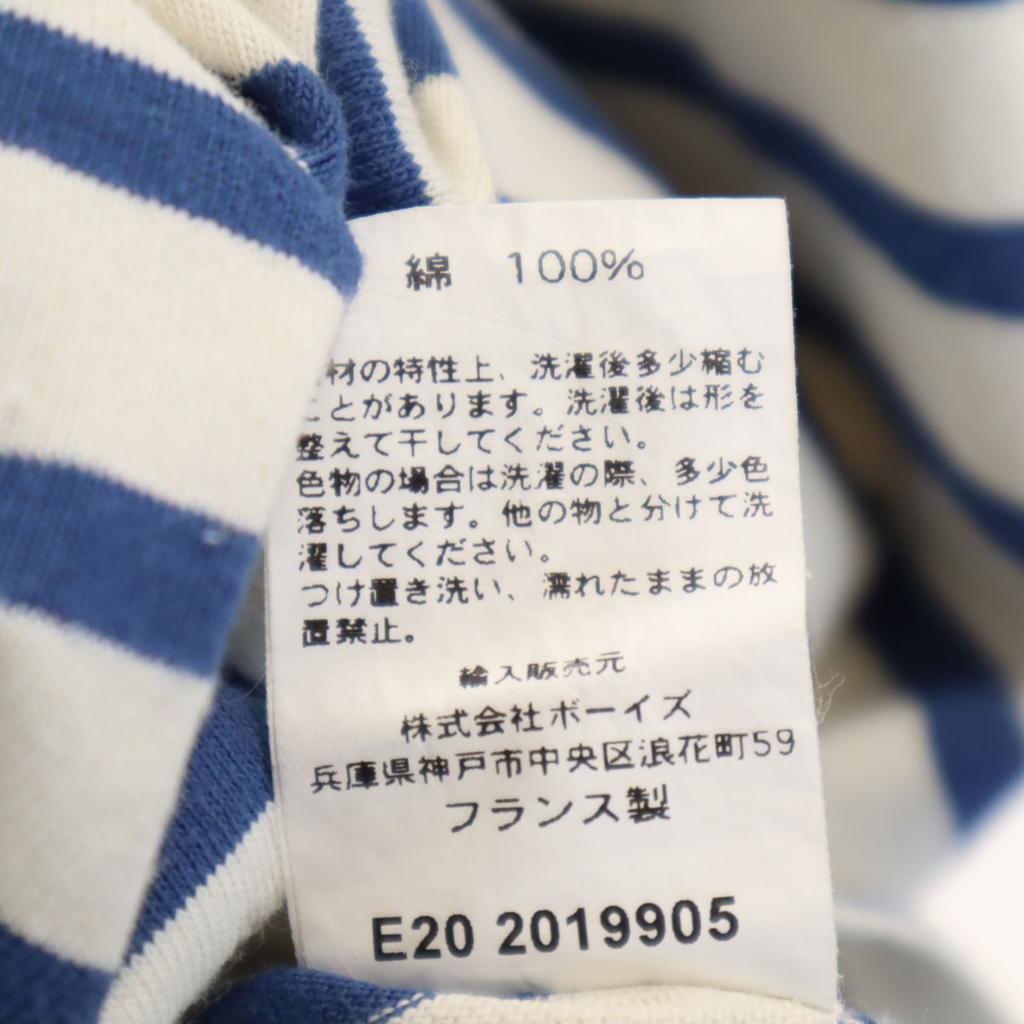 綿 100%
材の特性上、洗濯後多少縮む
ことがあります。洗濯後は形を
整えて干してください。
色物の場合は洗濯の際、多少色
落ちします。他の物と分けて洗
濯してください。
つけ置き洗い、濡れたままの放
置禁止。
輸入販売元
株式会社ボーイズ
兵庫県神戸市中央区浪花町59
フランス製
E20 2019905